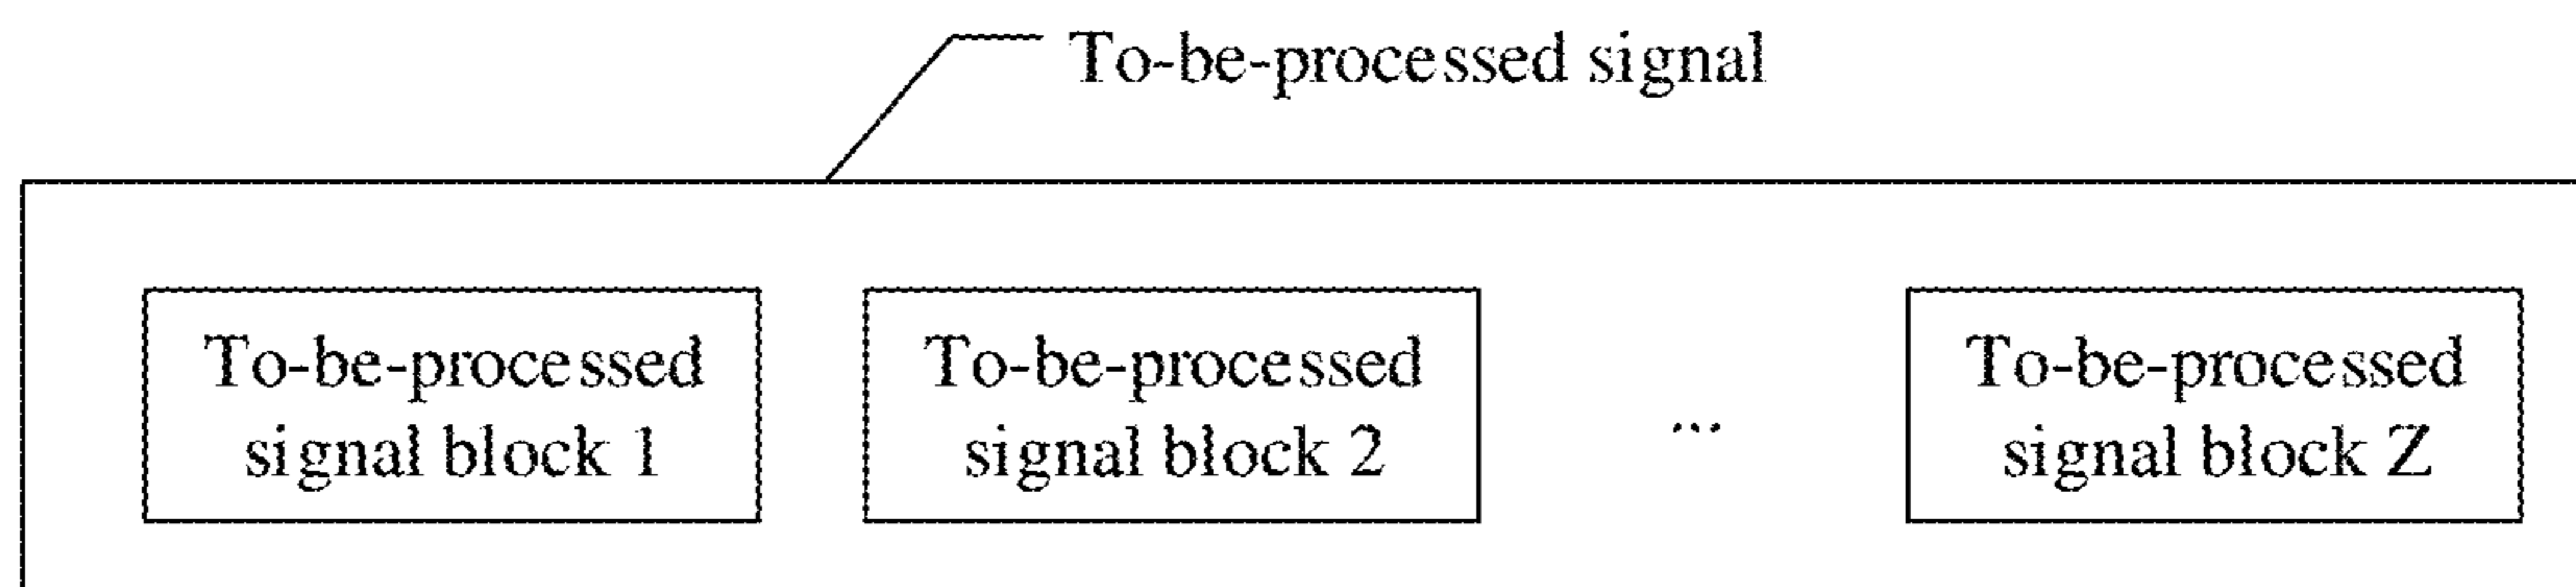 To-be-processed signal
To-be-processed
signal block 1
To-be-processed
signal block 2
...
To-be-processed
signal block Z